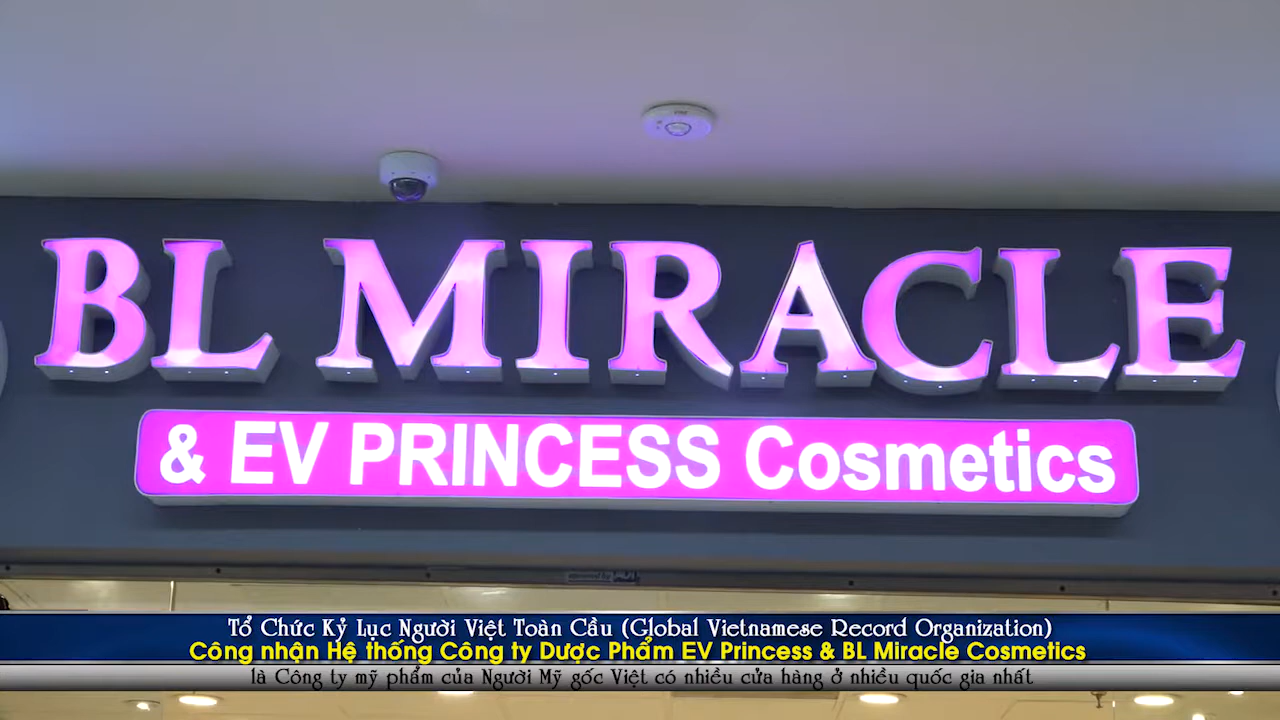 BL MIRACLE
& EV PRINCESS Cosmetics
Tổ Chức Kỷ Lục Người Việt Toàn Cầu (Global Vietnamese Record Organization)
Công nhận Hệ thống Công ty Dược Phẩm EV Princess & BL Miracle Cosmetics
là Công ty mỹ phẩm của Người Mỹ gốc Việt có nhiều cửa hàng ở nhiều quốc gia nhất